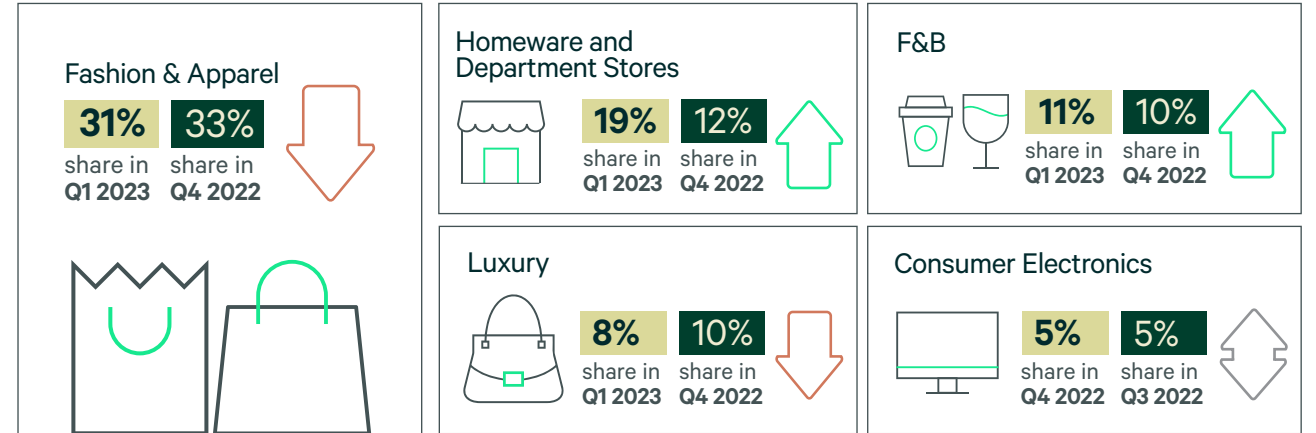 Fashion & Apparel
31% 33%
share in share in
Q1 2023 Q4 2022
Homeware and
Department Stores
19% 12%
share in share in
Q1 2023 Q4 2022
F&B
11% 10%
share in share in
Q1 2023 Q4 2022
Luxury
8% 10%
share in share in
Q1 2023 Q4 2022
Consumer Electronics
5% 5%
share in share in
Q4 2022 Q3 2022